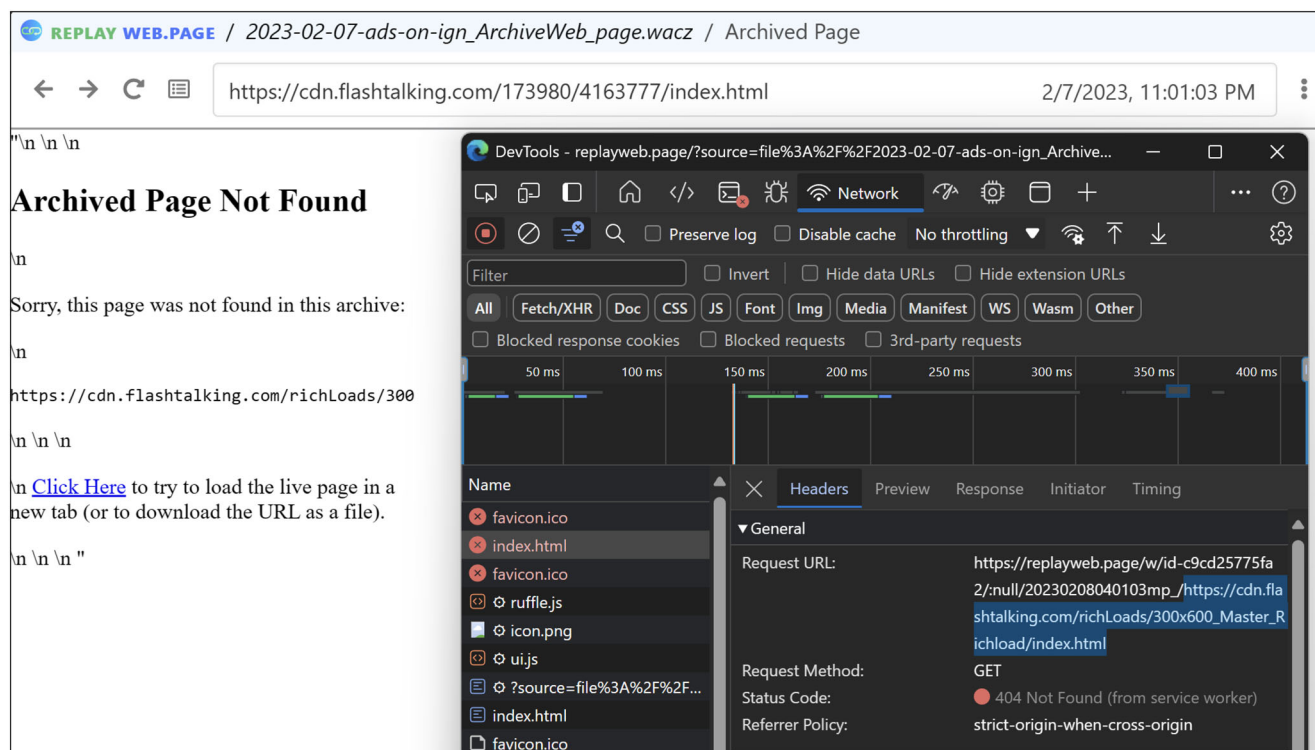 REPLAY WEB.PAGE / 2023-02-07-ads-on-ign_ArchiveWeb_page.wacz / Archived Page
https://cdn.flashtalking.com/173980/4163777/index.html 2/7/2023, 11:01:03 PM
"\n \n \n
Archived Page Not Found
\n
Sorry, this page was not found in this archive:
\n
https://cdn.flashtalking.com/richLoads/300
\n \n \n
\n Click Here to try to load the live page in a
new tab (or to download the URL as a file).
\n \n \n "
DevTools - replayweb.page/?source=file%3A%2F%2F2023-02-07-ads-on-ign_Archive...
Network
Preserve log Disable cache No throttling
Filter Invert Hide data URLs Hide extension URLs
All Fetch/XHR Doc CSS JS Font Img Media Manifest WS Wasm Other
Blocked response cookies Blocked requests 3rd-party requests
50 ms 100 ms 150 ms 200 ms 250 ms 300 ms 350 ms 400 ms
Name
favicon.ico
index.html
favicon.ico
ruffle.js
icon.png
ui.js
?source=file%3A%2F%2F...
index.html
favicon.ico
Headers Preview Response Initiator Timing
General
Request URL: https://replayweb.page/w/id-c9cd25775fa
2/:null/20230208040103mp_/https://cdn.fla
shtalking.com/richLoads/300x600_Master_R
ichload/index.html
Request Method: GET
Status Code: 404 Not Found (from service worker)
Referrer Policy: strict-origin-when-cross-origin